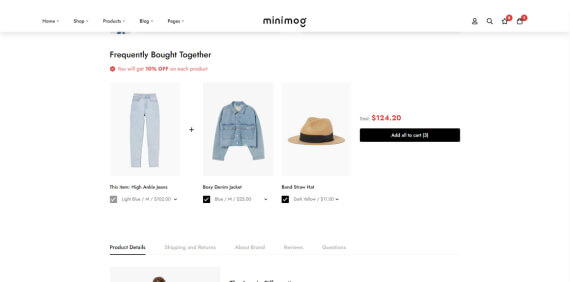 Home
Shop
Products
Blog
Pages
minimog
Frequently Bought Together
You will get 10% OFF on each product
+
This item: High Ankle Jeans
Light Blue / M / $102.00
Boxy Denim Jacket
Blue / M / $25.00
Band Straw Hat
Dark Yellow / $11.00
Total: $124.20
Add all to cart (3)
Product Details
Shipping and Returns
About Brand
Reviews
Questions